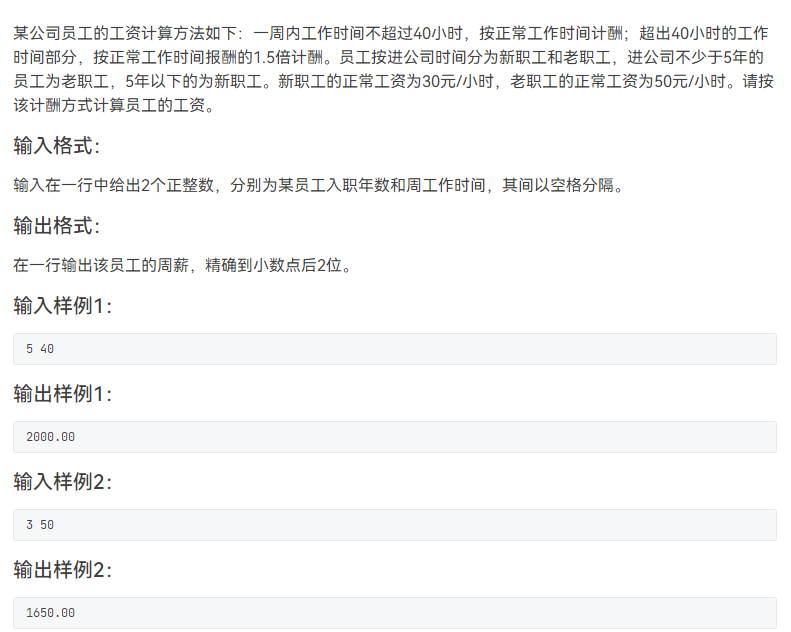 某公司员工的工资计算方法如下：一周内工作时间不超过40小时，按正常工作时间计酬；超出40小时的工作
时间部分，按正常工作时间报酬的1.5倍计酬。员工按进公司时间分为新职工和老职工，进公司不少于5年的
员工为老职工，5年以下的为新职工。新职工的正常工资为30元/小时，老职工的正常工资为50元/小时。请按
该计酬方式计算员工的工资。
输入格式：
输入在一行中给出2个正整数，分别为某员工入职年数和周工作时间，其间以空格分隔。
输出格式：
在一行输出该员工的周薪，精确到小数点后2位。
输入样例1：
5 40
输出样例1：
2000.00
输入样例2：
3 50
输出样例2：
1650.00